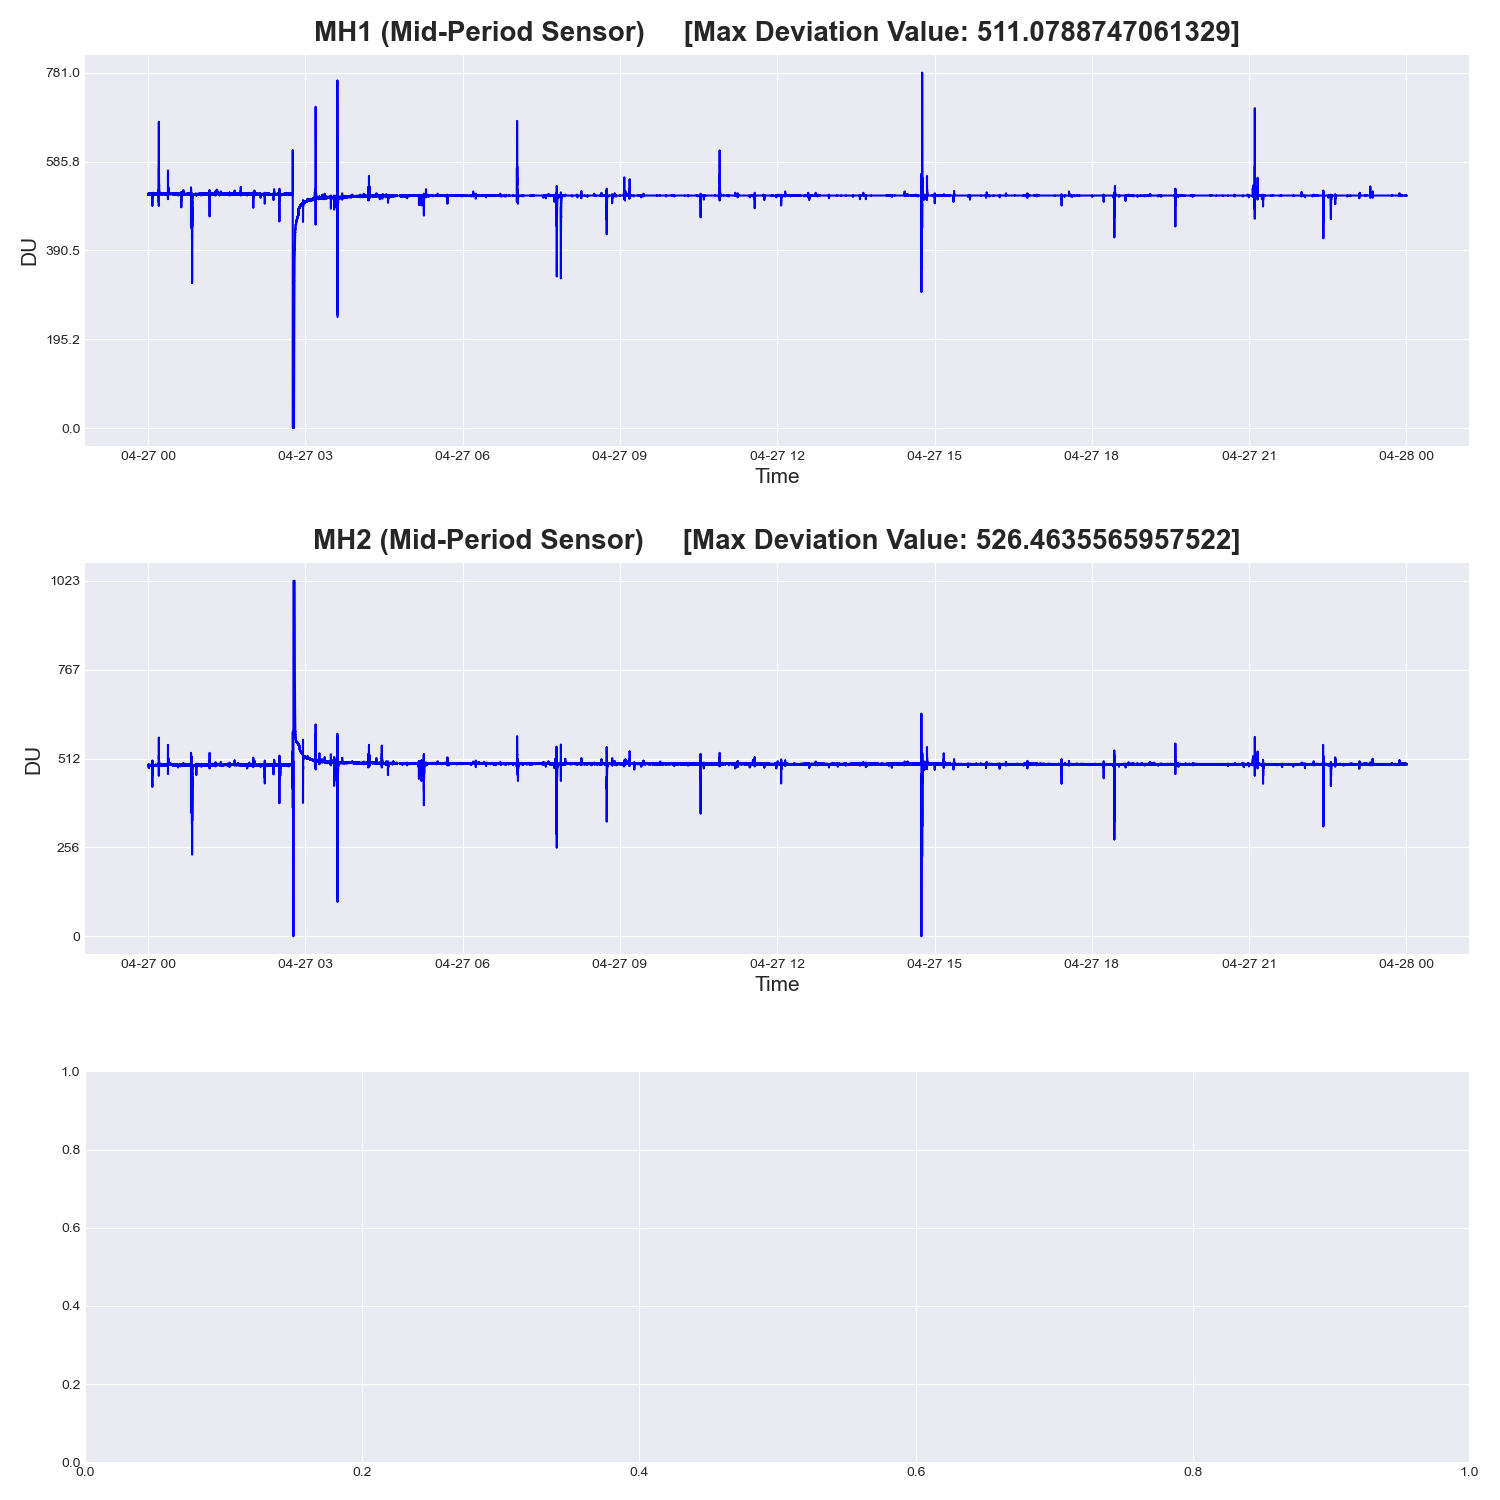 MH1 (Mid-Period Sensor) [Max Deviation Value: 511.0788747061329]
781.0
585.8
390.5
195.2
0.0
DU
04-27 00 04-27 03 04-27 06 04-27 09 04-27 12 04-27 15 04-27 18 04-27 21 04-28 00
Time
MH2 (Mid-Period Sensor) [Max Deviation Value: 526.4635565957522]
1023
767
512
256
0
DU
04-27 00 04-27 03 04-27 06 04-27 09 04-27 12 04-27 15 04-27 18 04-27 21 04-28 00
Time
1.0
0.8
0.6
0.4
0.2
0.0
0.0 0.2 0.4 0.6 0.8 1.0